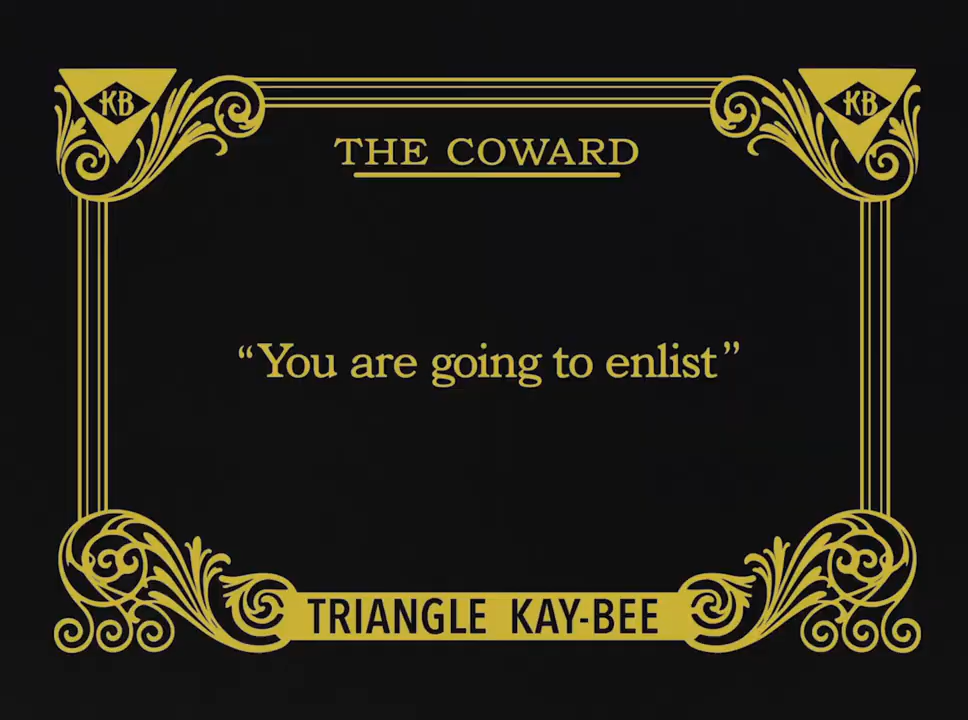 KB KB
THE COWARD
“You are going to enlist”
TRIANGLE KAY-BEE